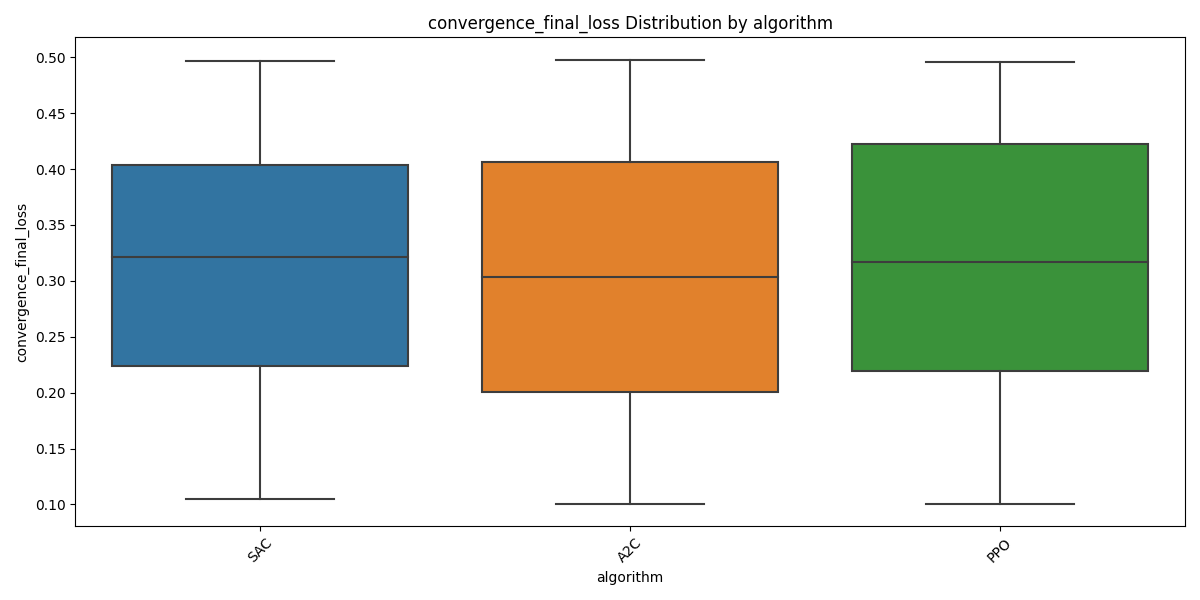 convergence_final_loss Distribution by algorithm
convergence_final_loss
0.50
0.45
0.40
0.35
0.30
0.25
0.20
0.15
0.10
SAC
A2C
PPO
algorithm